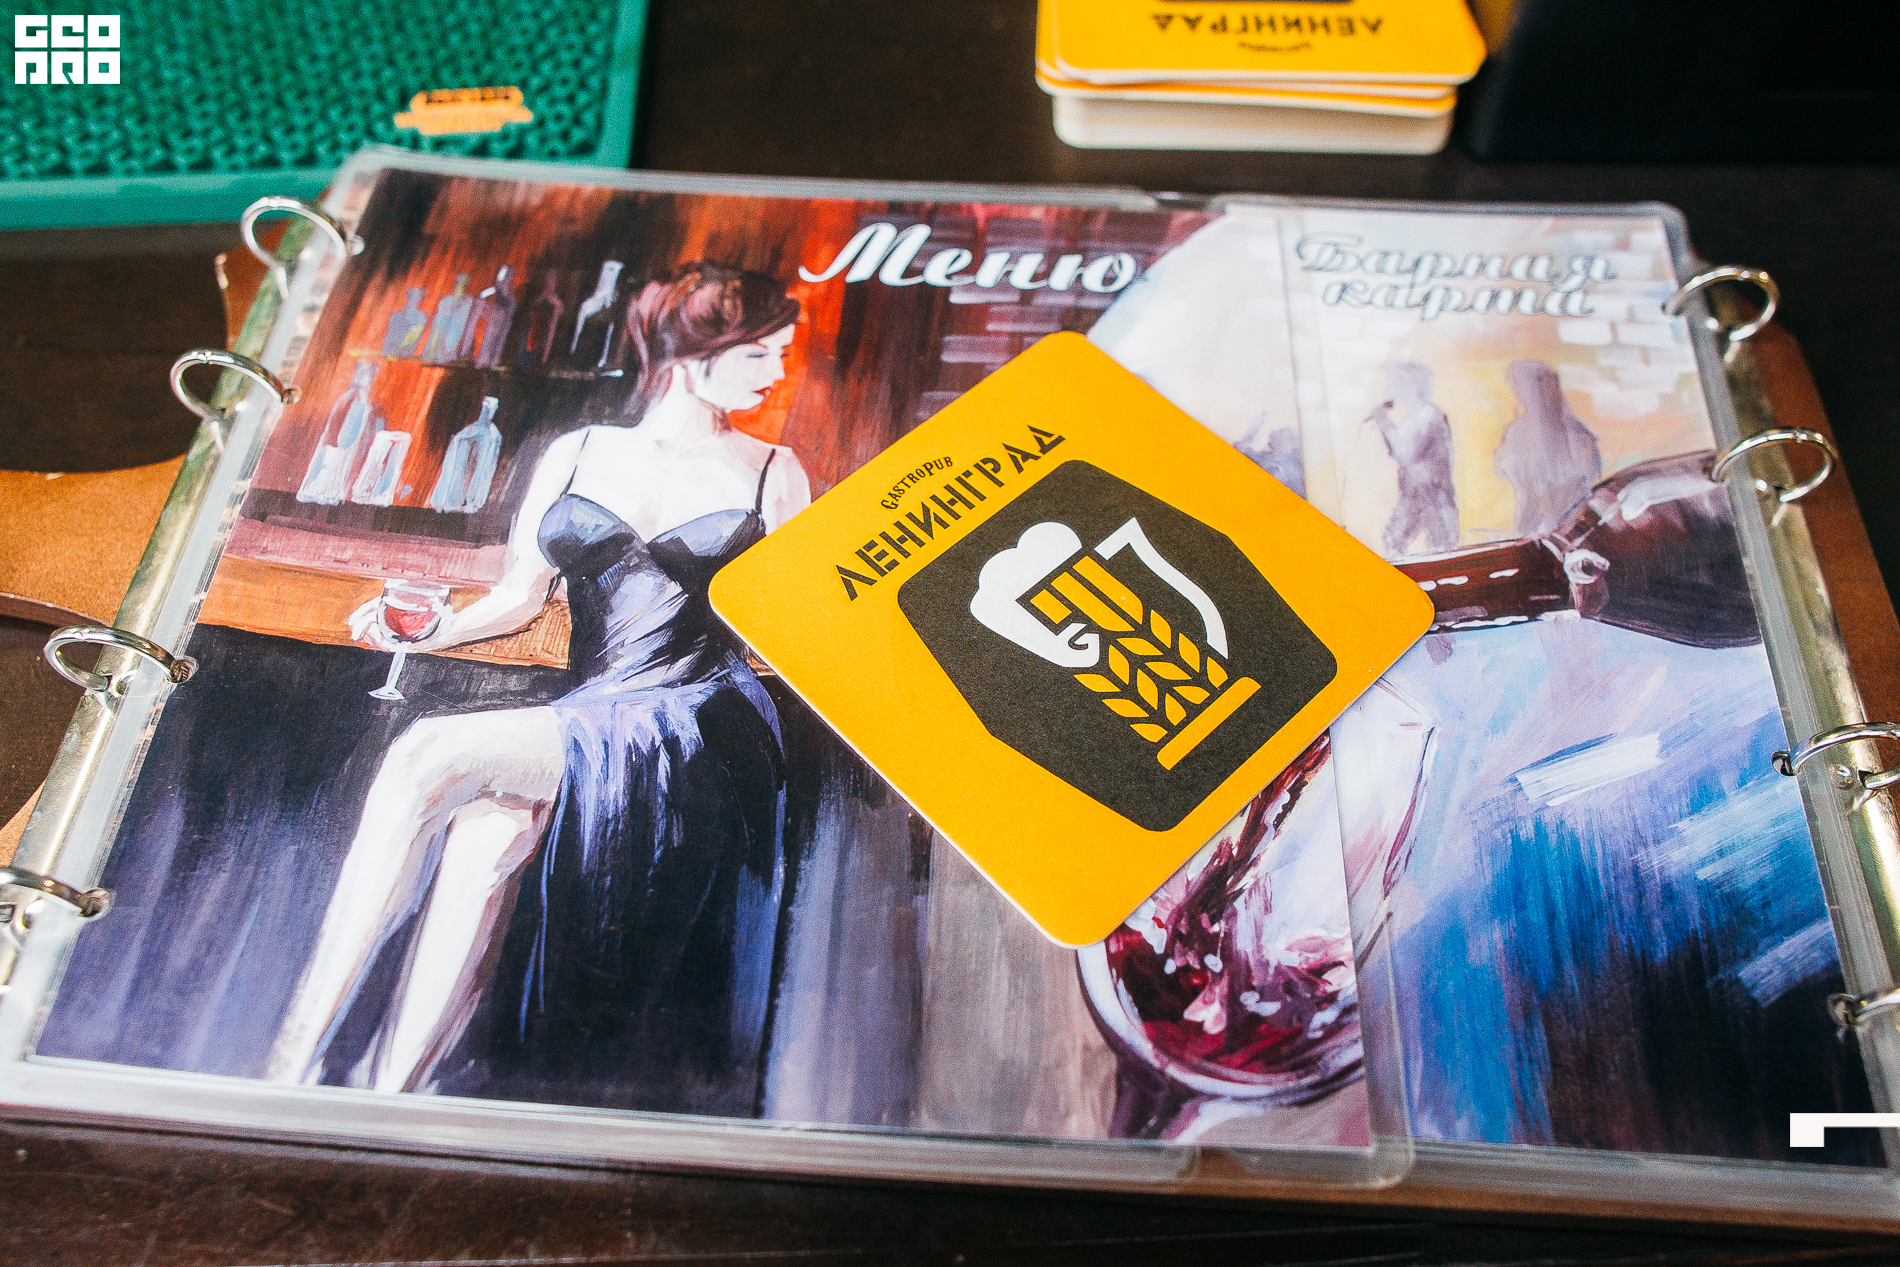 GEO
PRO
ЛЕНИНГРАД
Меню
Барная
карта
GASTROPUB
ЛЕНИНГРАД